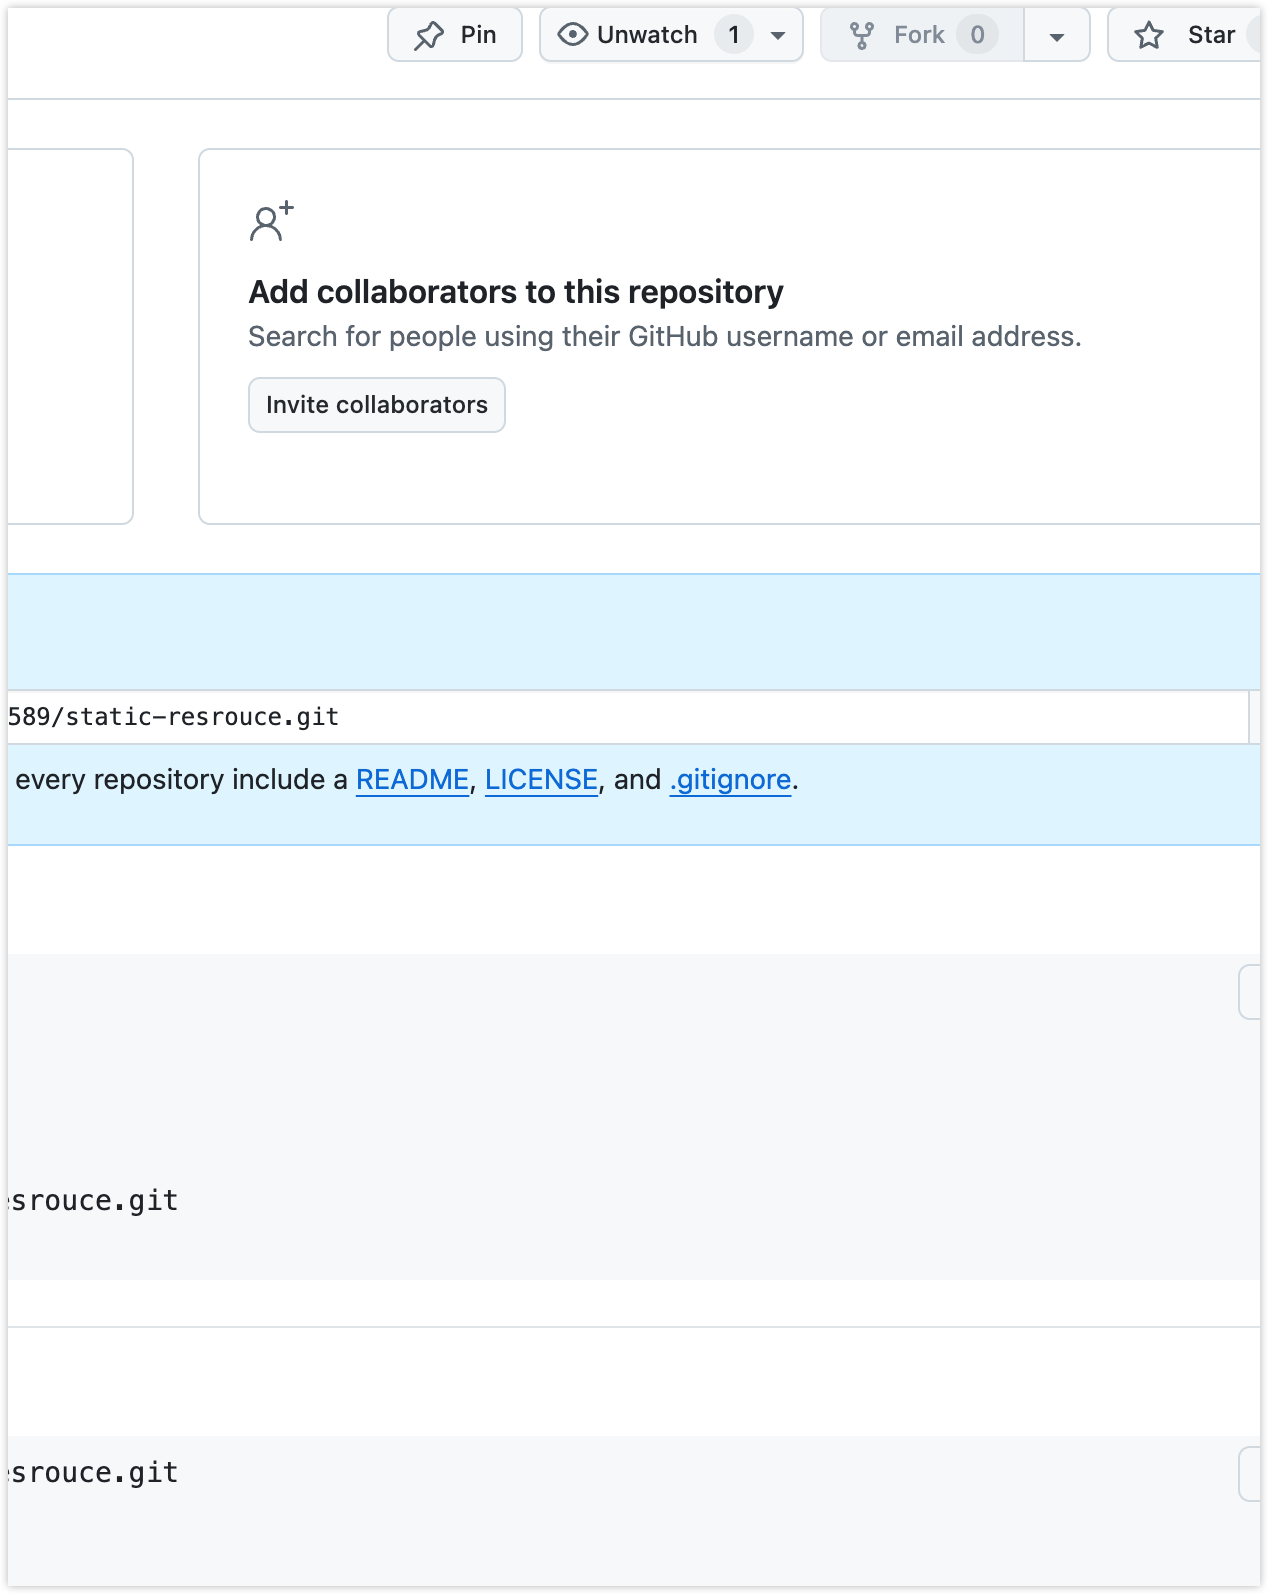 Pin Unwatch 1 Fork 0 Star
Add collaborators to this repository
Search for people using their GitHub username or email address.
Invite collaborators
589/static-resrouce.git
every repository include a README, LICENSE, and .gitignore.
srouce.git
srouce.git